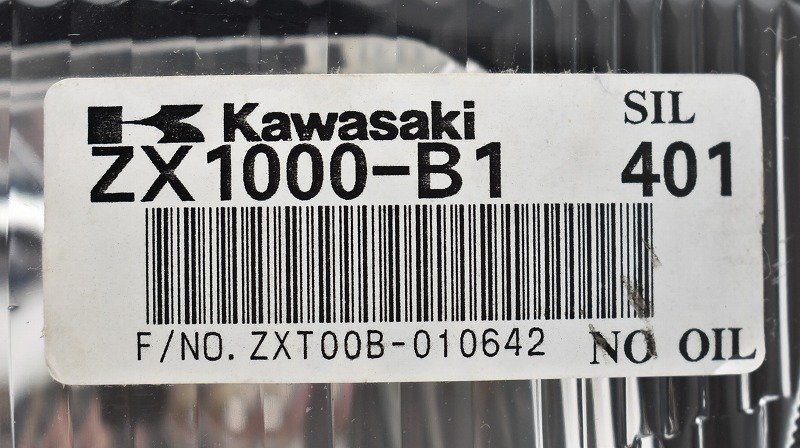 Kawasaki SIL
ZX1000-B1 401
F/NO. ZXT00B-010642 NO OIL